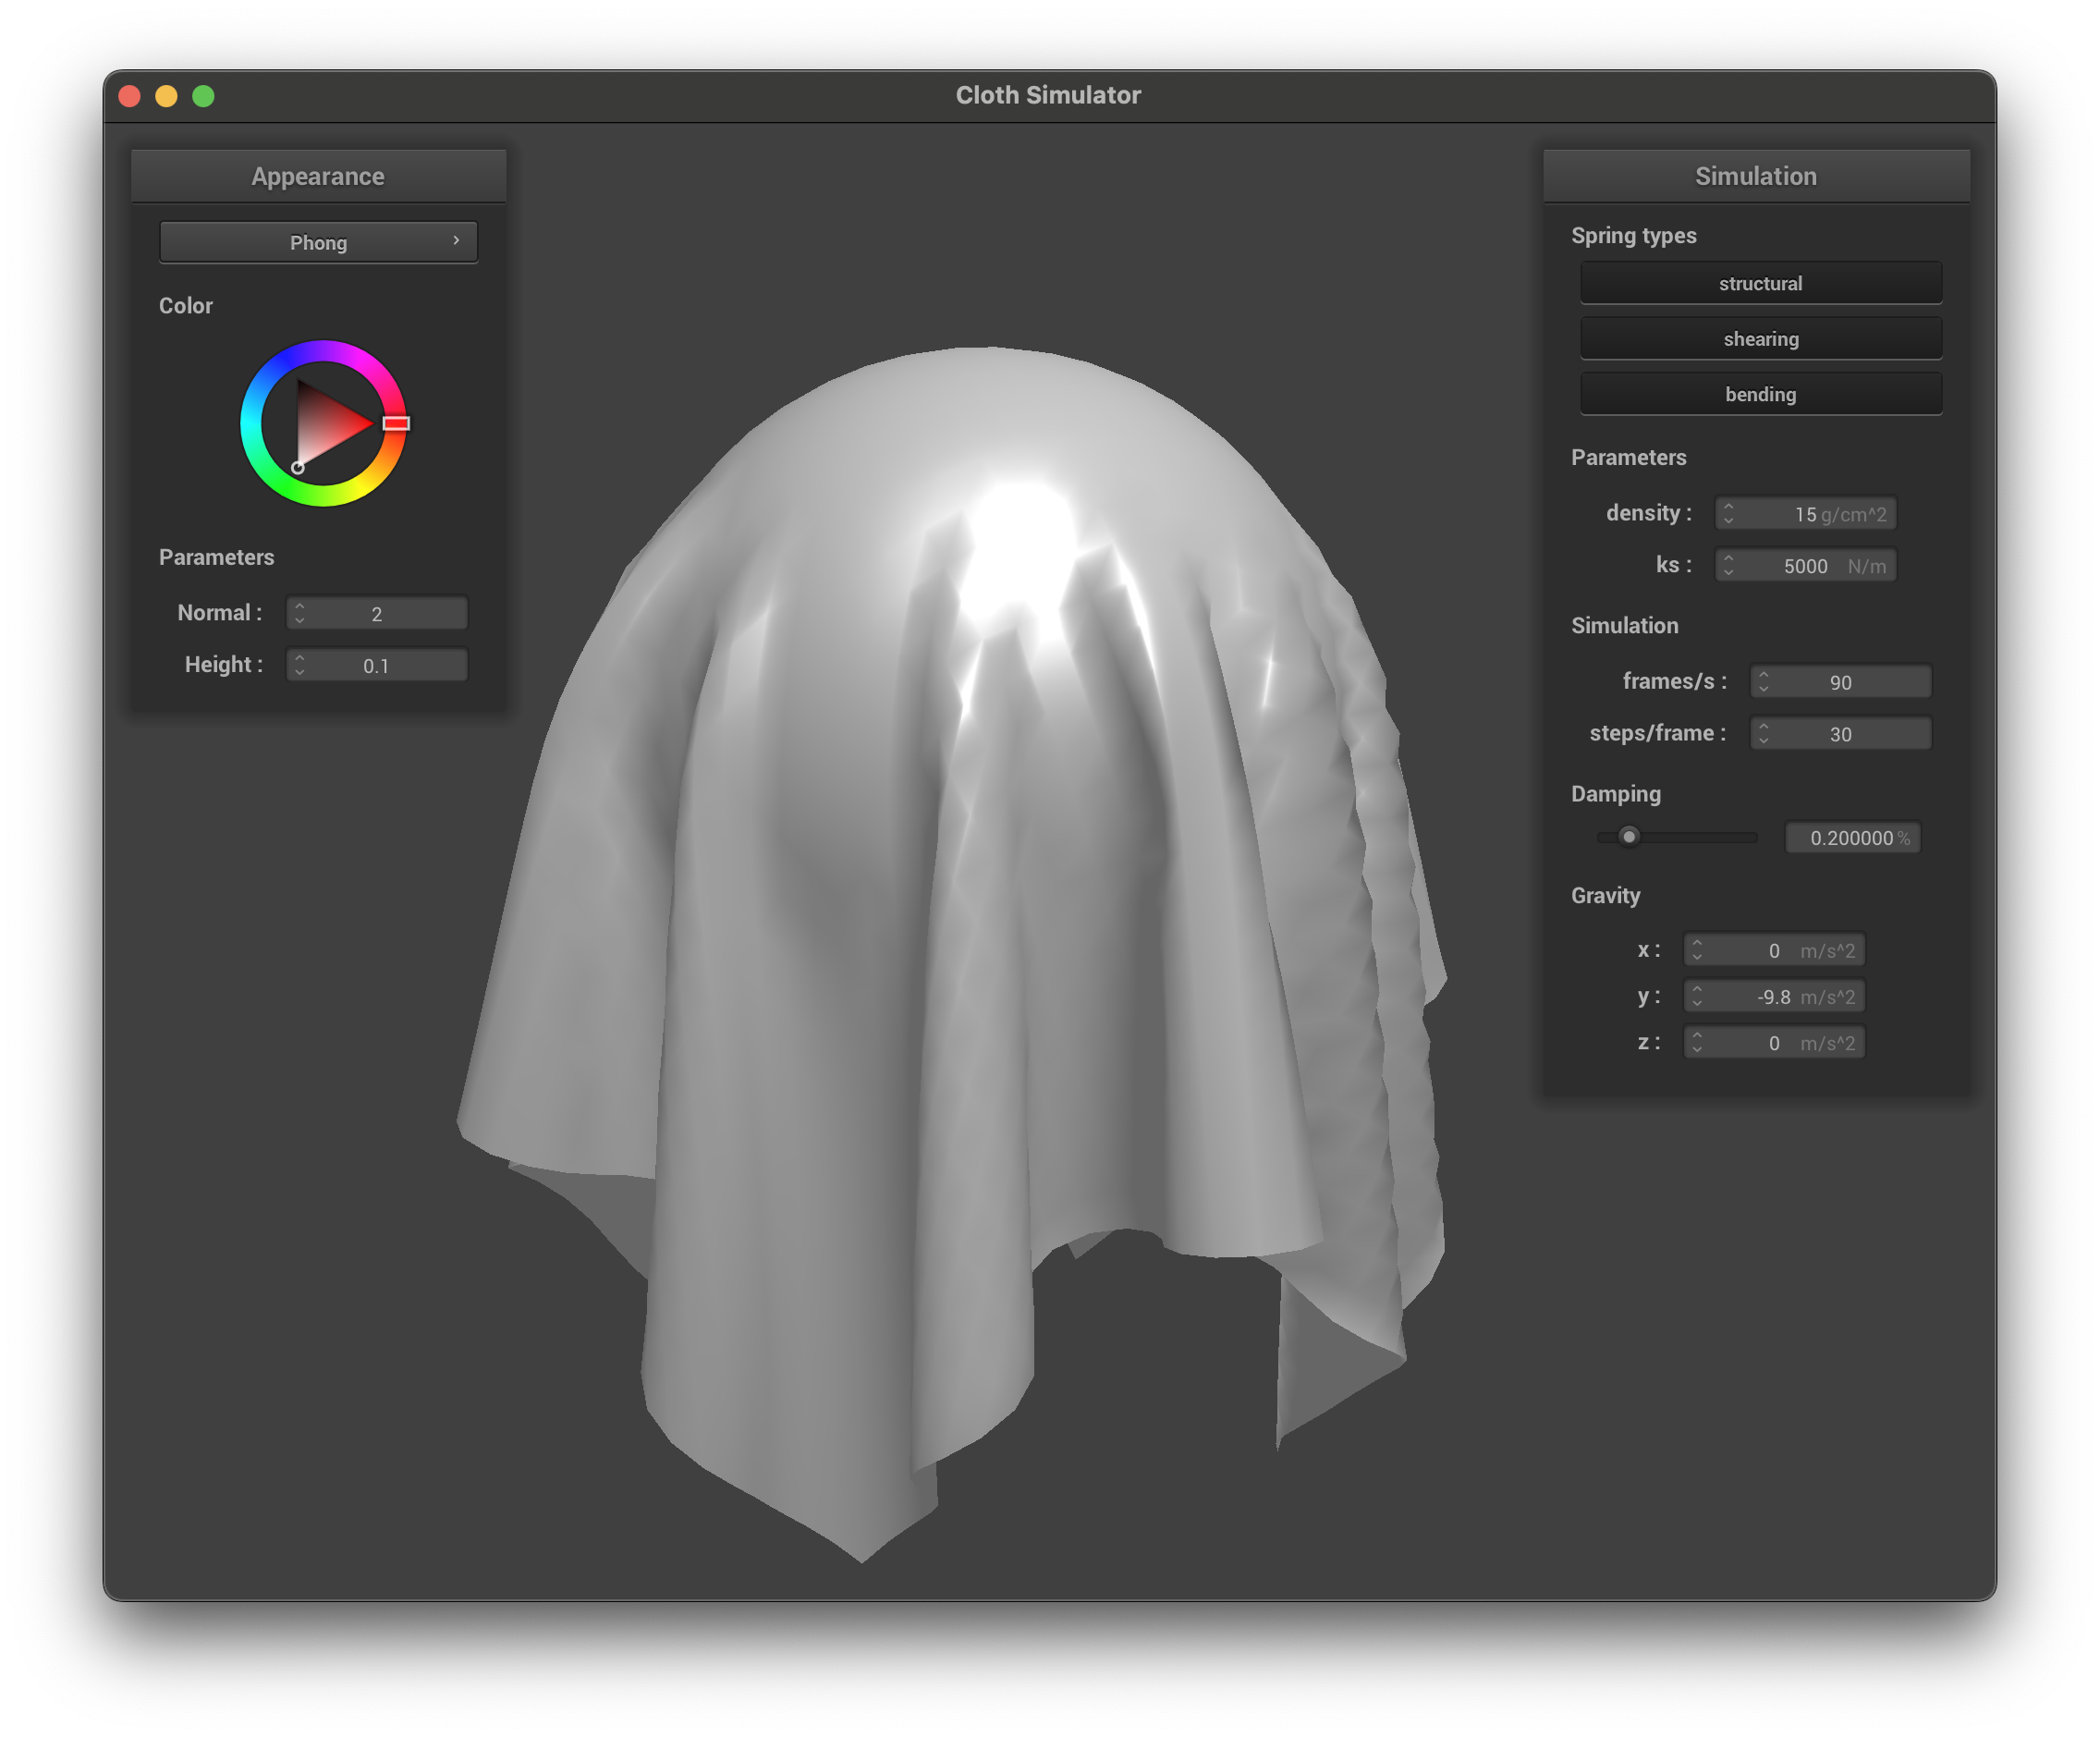 Cloth Simulator
Appearance
Phong
Color
Parameters
Normal : 2
Height : 0.1
Simulation
Spring types
structural
shearing
bending
Parameters
density : 15 g/cm^2
ks : 5000 N/m
Simulation
frames/s : 90
steps/frame : 30
Damping
0.200000 %
Gravity
x : 0 m/s^2
y : -9.8 m/s^2
z : 0 m/s^2